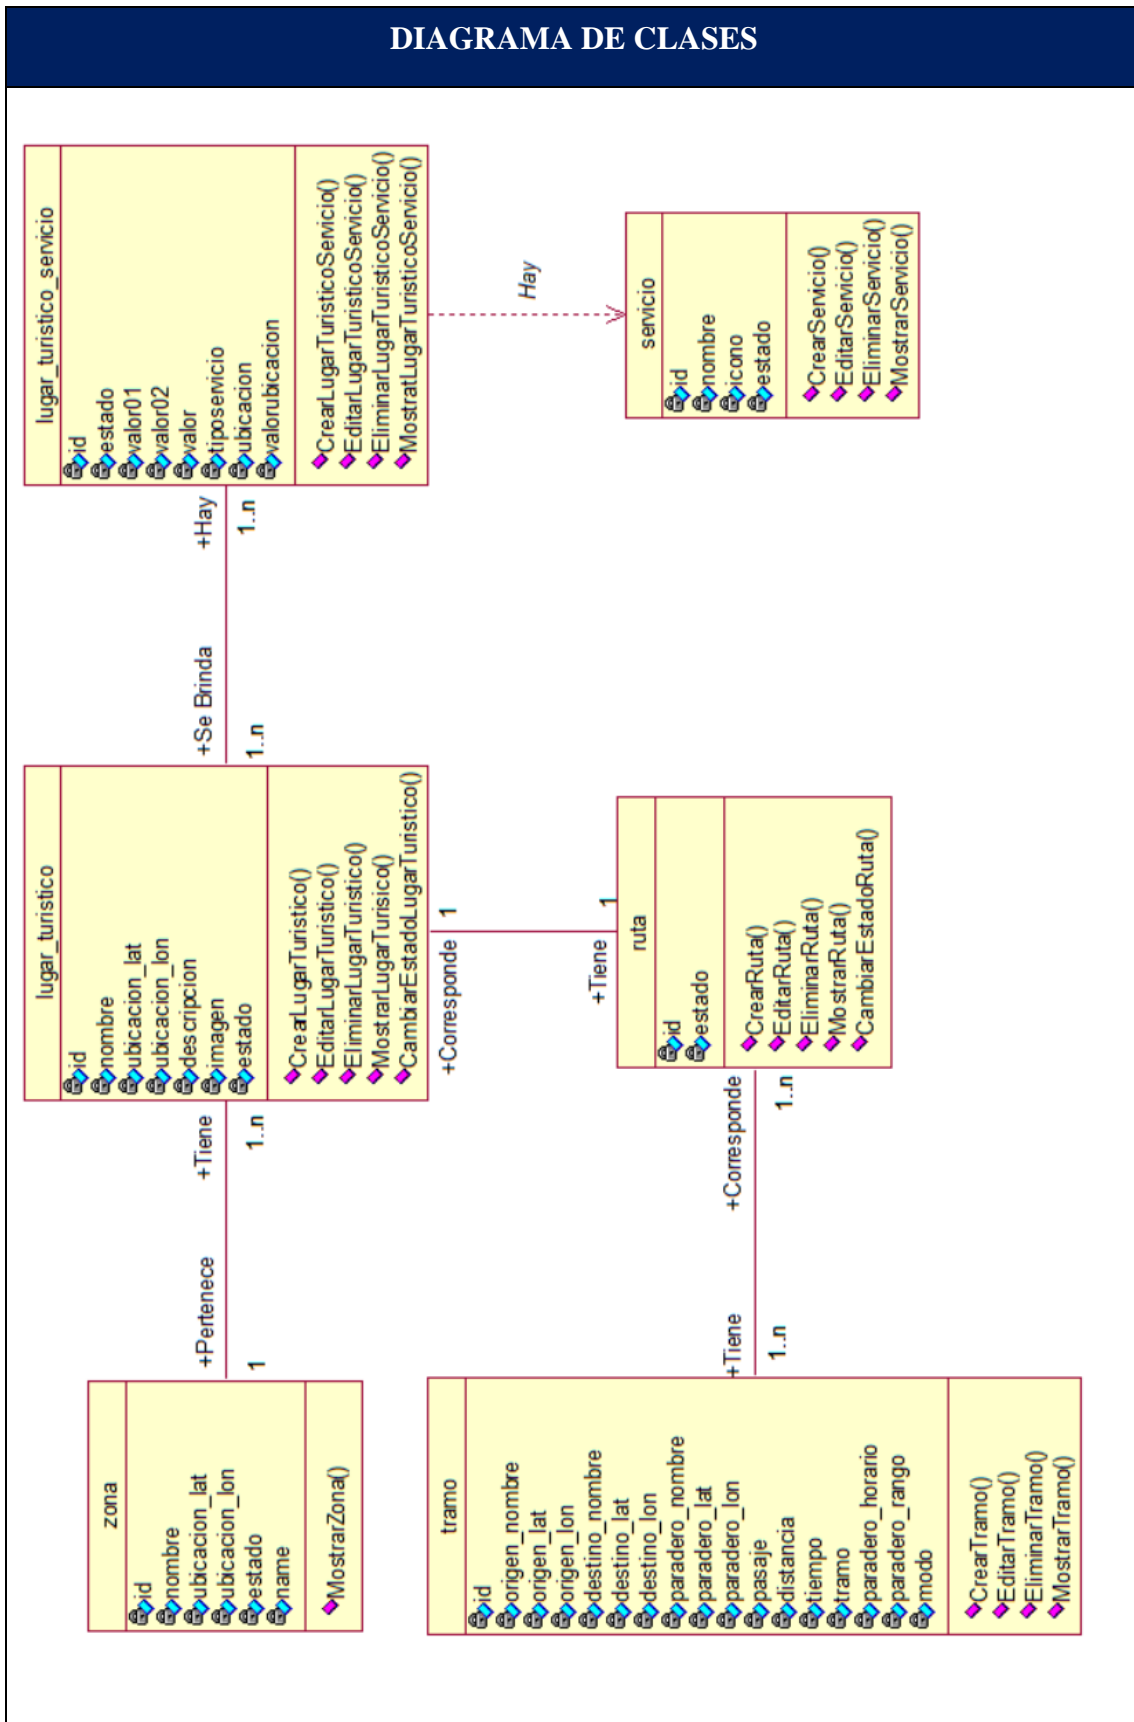 DIAGRAMA DE CLASES
zona
id
nombre
ubicacion_lat
ubicacion_lon
estado
name
MostrarZona()
+Pertenece
1
+Tiene
1..n
lugar_turistico
id
nombre
ubicacion_lat
ubicacion_lon
descripcion
imagen
estado
CrearLugarTuristico()
EditarLugarTuristico()
EliminarLugarTuristico()
MostrarLugarTurisico()
CambiarEstadoLugarTuristico()
+Se Brinda
1..n
+Hay
1..n
lugar_turistico_servicio
id
estado
valor01
valor02
valor
tiposervicio
ubicacion
valorubicacion
CrearLugarTuristicoServicio()
EditarLugarTuristicoServicio()
EliminarLugarTuristicoServicio()
MostratLugarTuristicoServicio()
+Corresponde
1
+Tiene
1
Hay
tramo
id
origen_nombre
origen_lat
origen_lon
destino_nombre
destino_lat
destino_lon
paradero_nombre
paradero_lat
paradero_lon
pasaje
distancia
tiempo
tramo
paradero_horario
paradero_rango
modo
CrearTramo()
EditarTramo()
EliminarTramo()
MostrarTramo()
+Tiene
1..n
+Corresponde
1..n
ruta
id
estado
CrearRuta()
EditarRuta()
EliminarRuta()
MostrarRuta()
CambiarEstadoRuta()
servicio
id
nombre
icono
estado
CrearServicio()
EditarServicio()
EliminarServicio()
MostrarServicio()